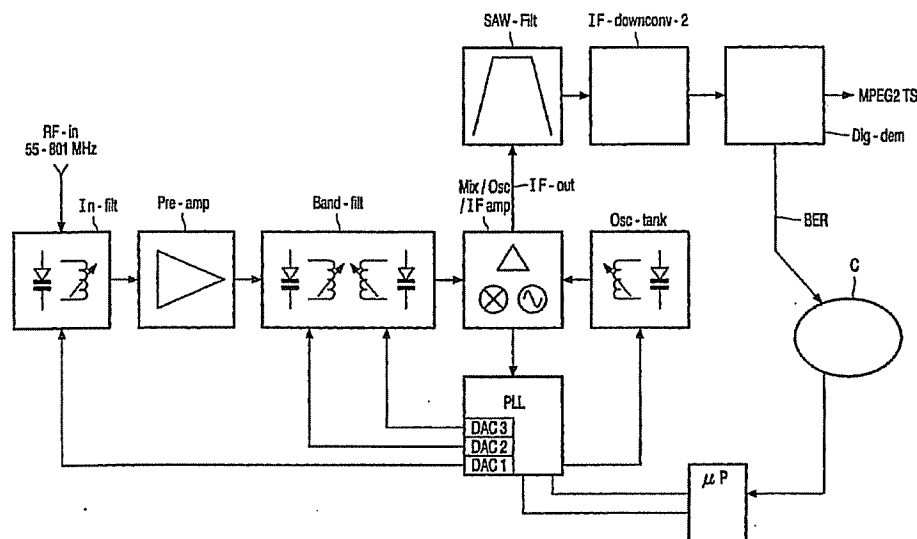 SAW-Filt
IF-downconv-2
MPEG2 TS
Dig-dem
RF-in
55-801 MHz
In-filt
Pre-amp
Band-filt
Mix/Osc
/IF amp
IF-out
Osc-tank
BER
C
PLL
DAC 3
DAC 2
DAC 1
μP